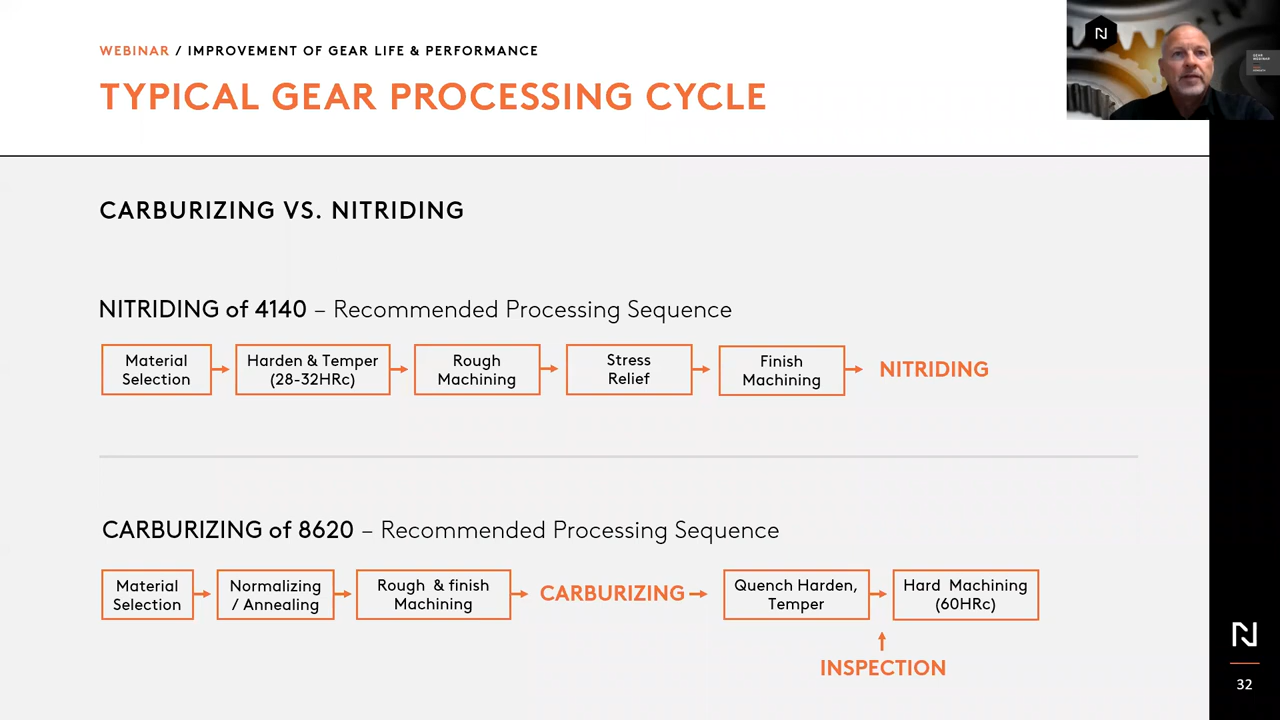 WEBINAR / IMPROVEMENT OF GEAR LIFE & PERFORMANCE
TYPICAL GEAR PROCESSING CYCLE
CARBURIZING VS. NITRIDING
NITRIDING of 4140 – Recommended Processing Sequence
Material
Selection
Harden & Temper
(28-32HRc)
Rough
Machining
Stress
Relief
Finish
Machining
NITRIDING
CARBURIZING of 8620 – Recommended Processing Sequence
Material
Selection
Normalizing
/ Annealing
Rough & finish
Machining
CARBURIZING
Quench Harden,
Temper
Hard Machining
(60HRc)
INSPECTION
N
32